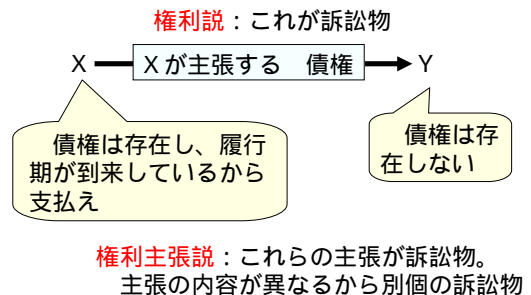 権利説：これが訴訟物
X Xが主張する　債権 Y
債権は存在し、履行
期が到来しているから
支払え
債権は存
在しない
権利主張説：これらの主張が訴訟物。
主張の内容が異なるから別個の訴訟物